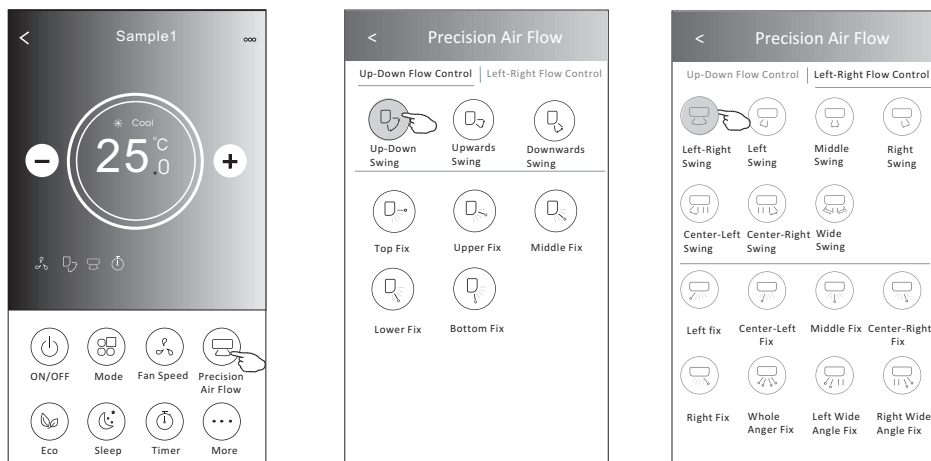 Sample1
Cool
25.0 °C
ON/OFF
Mode
Fan Speed
Precision
Air Flow
Eco
Sleep
Timer
More
Precision Air Flow
Up-Down Flow Control
Left-Right Flow Control
Up-Down
Swing
Upwards
Swing
Downwards
Swing
Top Fix
Upper Fix
Middle Fix
Lower Fix
Bottom Fix
Precision Air Flow
Up-Down Flow Control
Left-Right Flow Control
Left-Right
Swing
Left
Swing
Middle
Swing
Right
Swing
Center-Left
Swing
Center-Right
Swing
Wide
Swing
Left fix
Center-Left
Fix
Middle Fix
Center-Right
Fix
Right Fix
Whole
Anger Fix
Left Wide
Angle Fix
Right Wide
Angle Fix